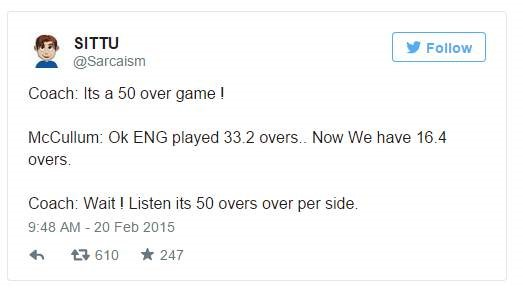 SITTU
@Sarcaism
Follow
Coach: Its a 50 over game !
McCullum: Ok ENG played 33.2 overs.. Now We have 16.4
overs.
Coach: Wait ! Listen its 50 overs over per side.
9:48 AM - 20 Feb 2015
610 247